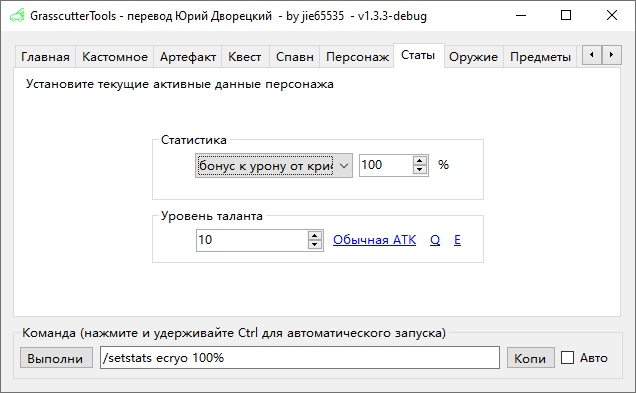 GrasscutterTools - перевод Юрий Дворецкий - by jie65535 - v1.3.3-debug
Главная Кастомное Артефакт Квест Спавн Персонаж Статы Оружие Предметы
Установите текущие активные данные персонажа
Статистика
бонус к урону от крио 100 %
Уровень таланта
10 Обычная АТК Q E
Команда (нажмите и удерживайте Ctrl для автоматического запуска)
Выполни /setstats ecryo 100% Копи Авто